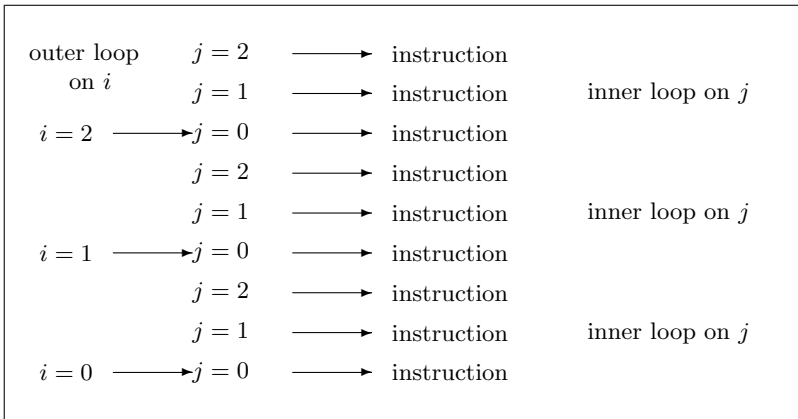 outer loop j = 2 instruction
on i
j = 1 instruction inner loop on j
i = 2 j = 0 instruction
j = 2 instruction
j = 1 instruction inner loop on j
i = 1 j = 0 instruction
j = 2 instruction
j = 1 instruction inner loop on j
i = 0 j = 0 instruction